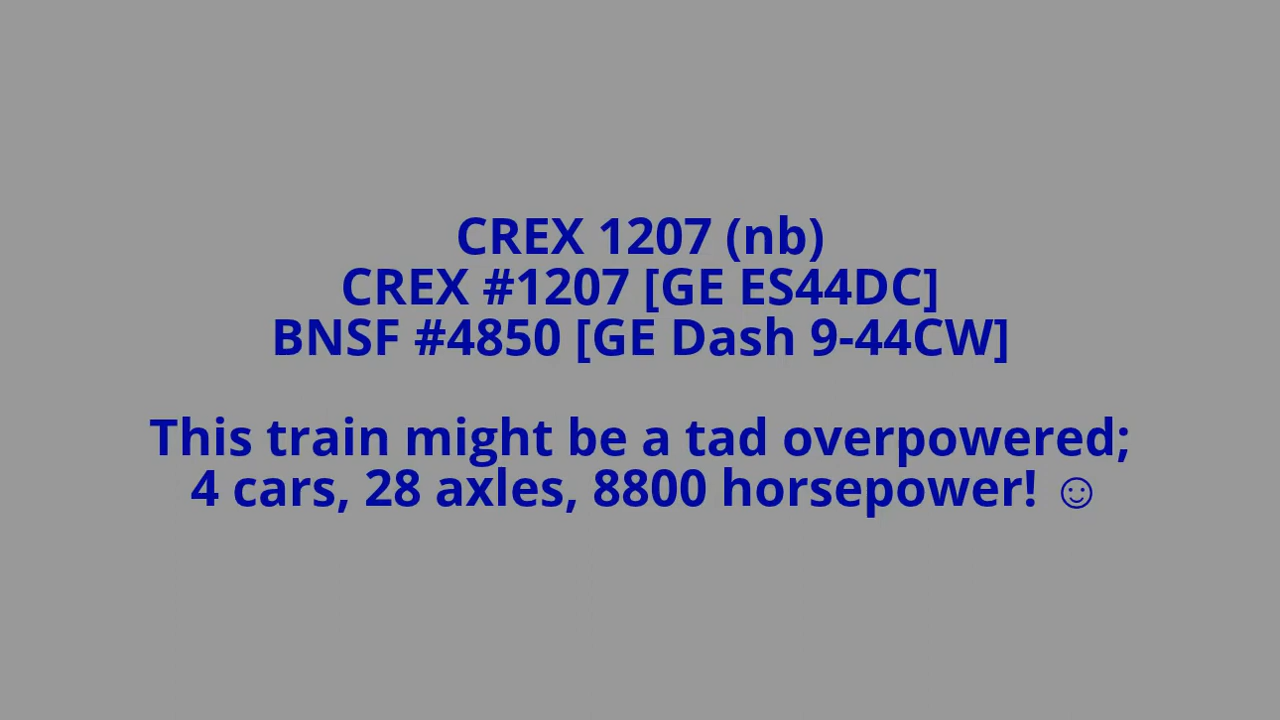 CREX 1207 (nb)
CREX #1207 [GE ES44DC]
BNSF #4850 [GE Dash 9-44CW]
This train might be a tad overpowered;
4 cars, 28 axles, 8800 horsepower! ☺